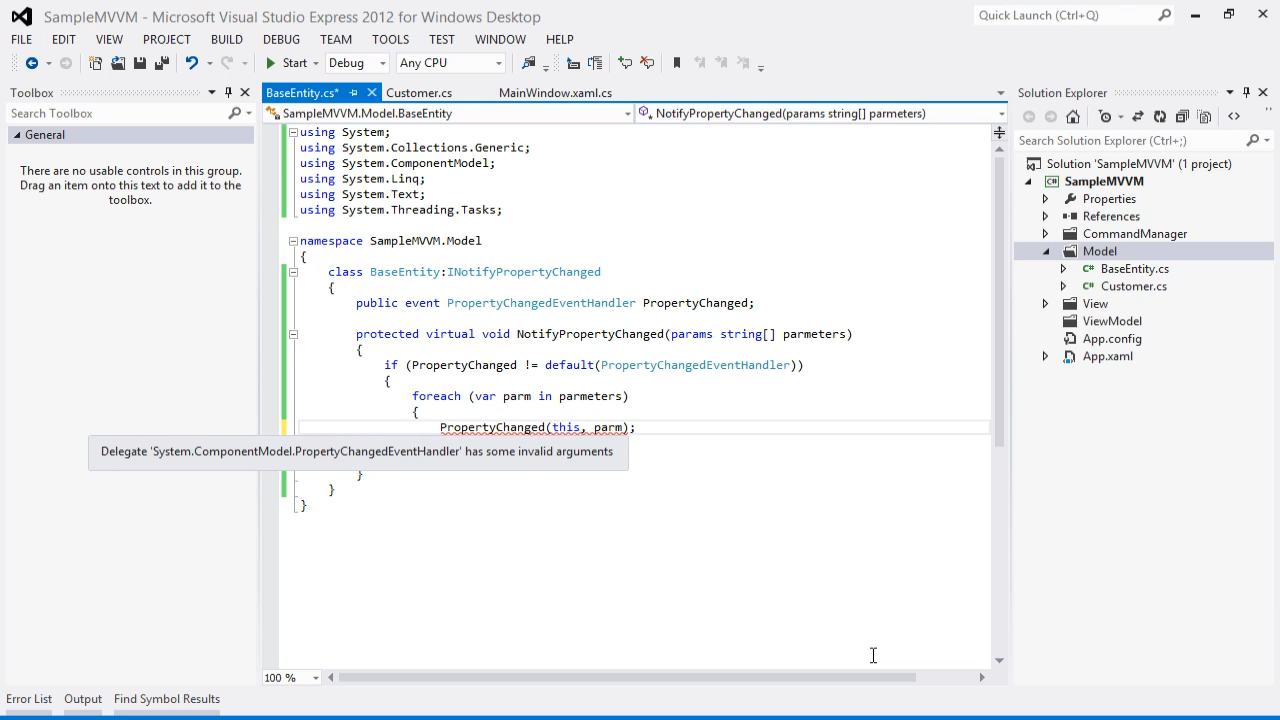 SampleMVVM - Microsoft Visual Studio Express 2012 for Windows Desktop
Quick Launch (Ctrl+Q)
FILE EDIT VIEW PROJECT BUILD DEBUG TEAM TOOLS TEST WINDOW HELP
Start Debug Any CPU
Toolbox
Search Toolbox
General
There are no usable controls in this group.
Drag an item onto this text to add it to the
toolbox.
BaseEntity.cs* Customer.cs MainWindow.xaml.cs
SampleMVVM.Model.BaseEntity NotifyPropertyChanged(params string[] parmeters)
using System;
using System.Collections.Generic;
using System.ComponentModel;
using System.Linq;
using System.Text;
using System.Threading.Tasks;
namespace SampleMVVM.Model
{
class BaseEntity:INotifyPropertyChanged
{
public event PropertyChangedEventHandler PropertyChanged;
protected virtual void NotifyPropertyChanged(params string[] parmeters)
{
if (PropertyChanged != default(PropertyChangedEventHandler))
{
foreach (var parm in parmeters)
{
PropertyChanged(this, parm);
Delegate 'System.ComponentModel.PropertyChangedEventHandler' has some invalid arguments
}
}
}
100 %
Solution Explorer
Search Solution Explorer (Ctrl+;)
Solution 'SampleMVVM' (1 project)
SampleMVVM
Properties
References
CommandManager
Model
BaseEntity.cs
Customer.cs
View
ViewModel
App.config
App.xaml
Error List Output Find Symbol Results